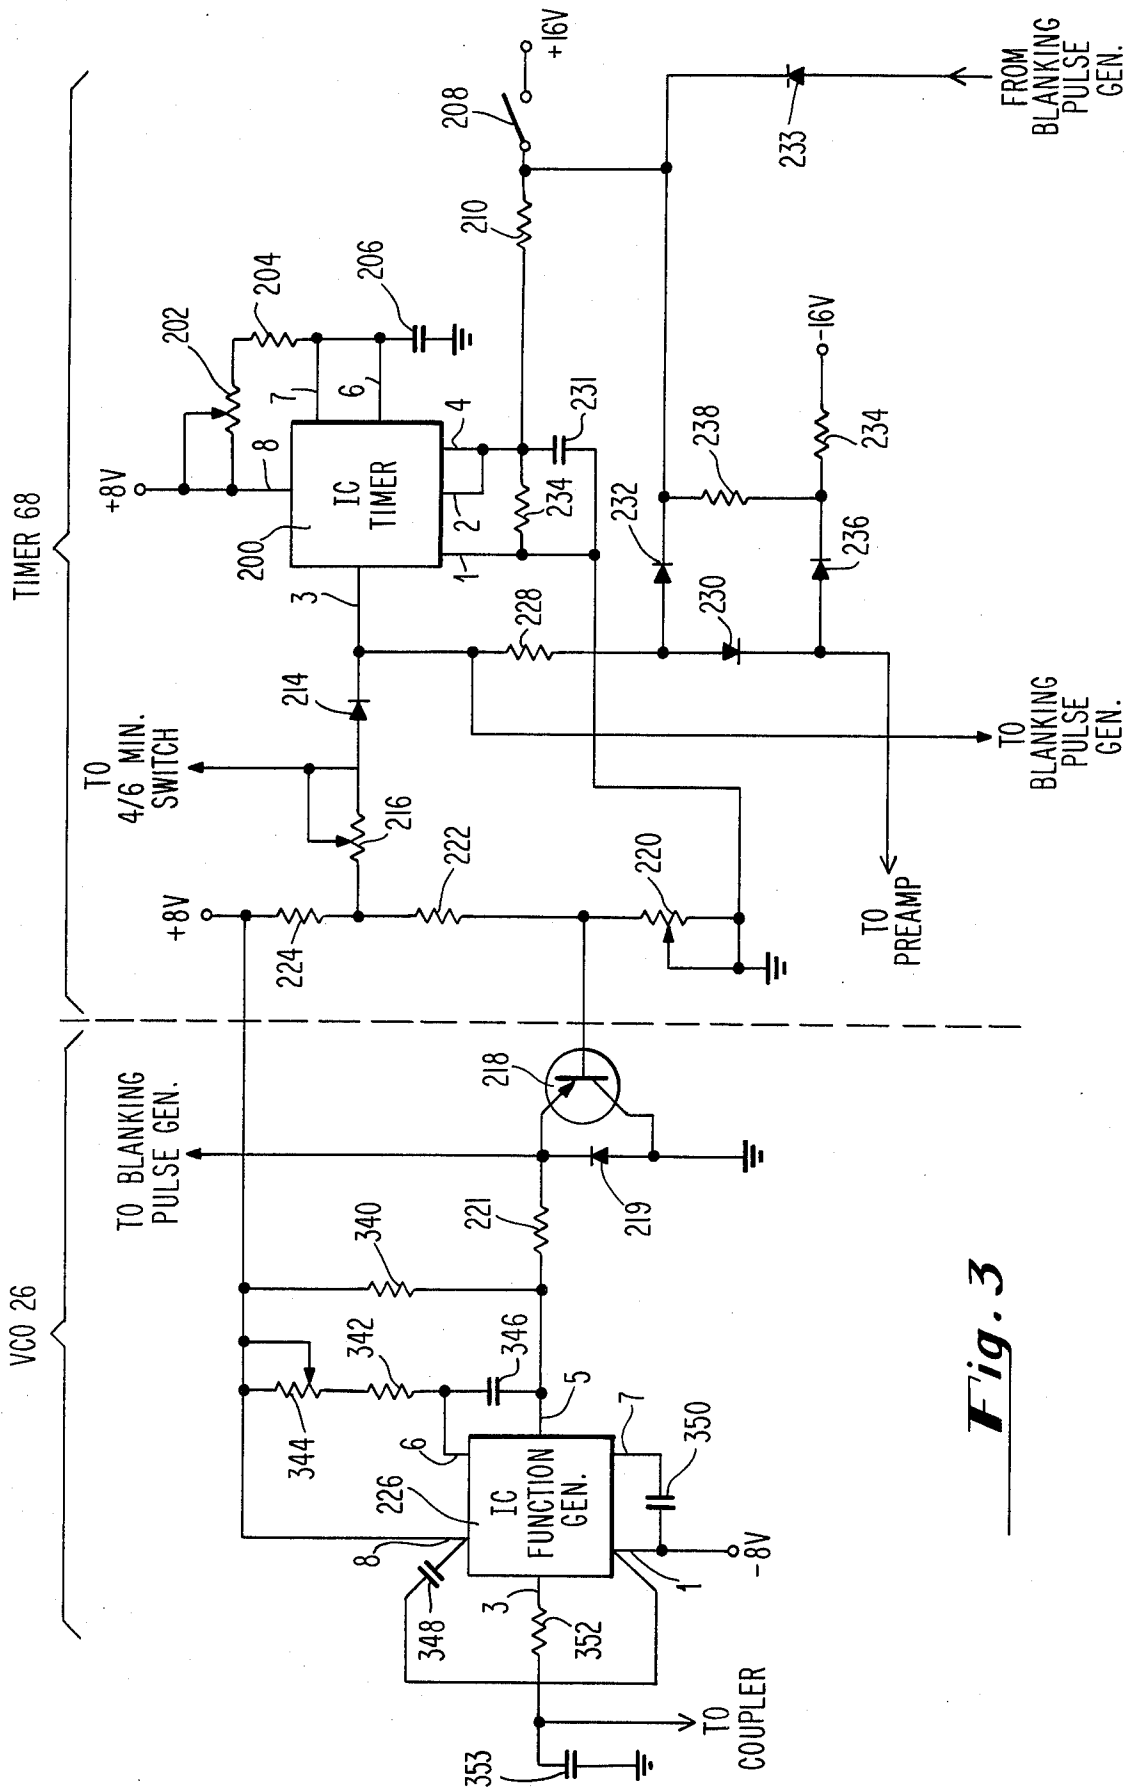 TIMER 68
+8V
202
204
8
7
6
206
IC
TIMER
200
3
1
2
4
234
231
210
208
+16V
TO
4/6 MIN.
SWITCH
214
216
+8V
224
222
220
228
230
232
238
236
234
-16V
233
FROM
BLANKING
PULSE
GEN.
TO
BLANKING
PULSE
GEN.
TO
PREAMP
VCO 26
TO BLANKING
PULSE GEN.
218
219
221
340
342
344
346
226
IC
FUNCTION
GEN.
8
6
5
7
3
1
348
350
352
353
-8V
TO
COUPLER
Fig. 3